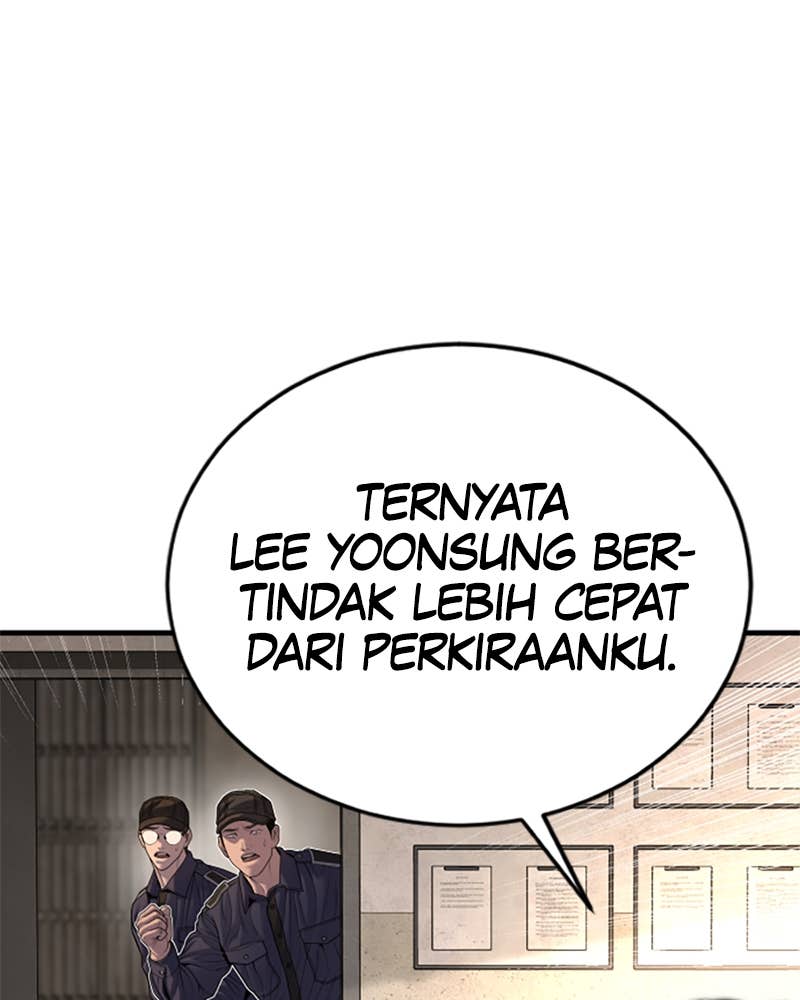 TERNYATA
LEE YOONSUNG BER-
TINDAK LEBIH CEPAT
DARI PERKIRAANKU.